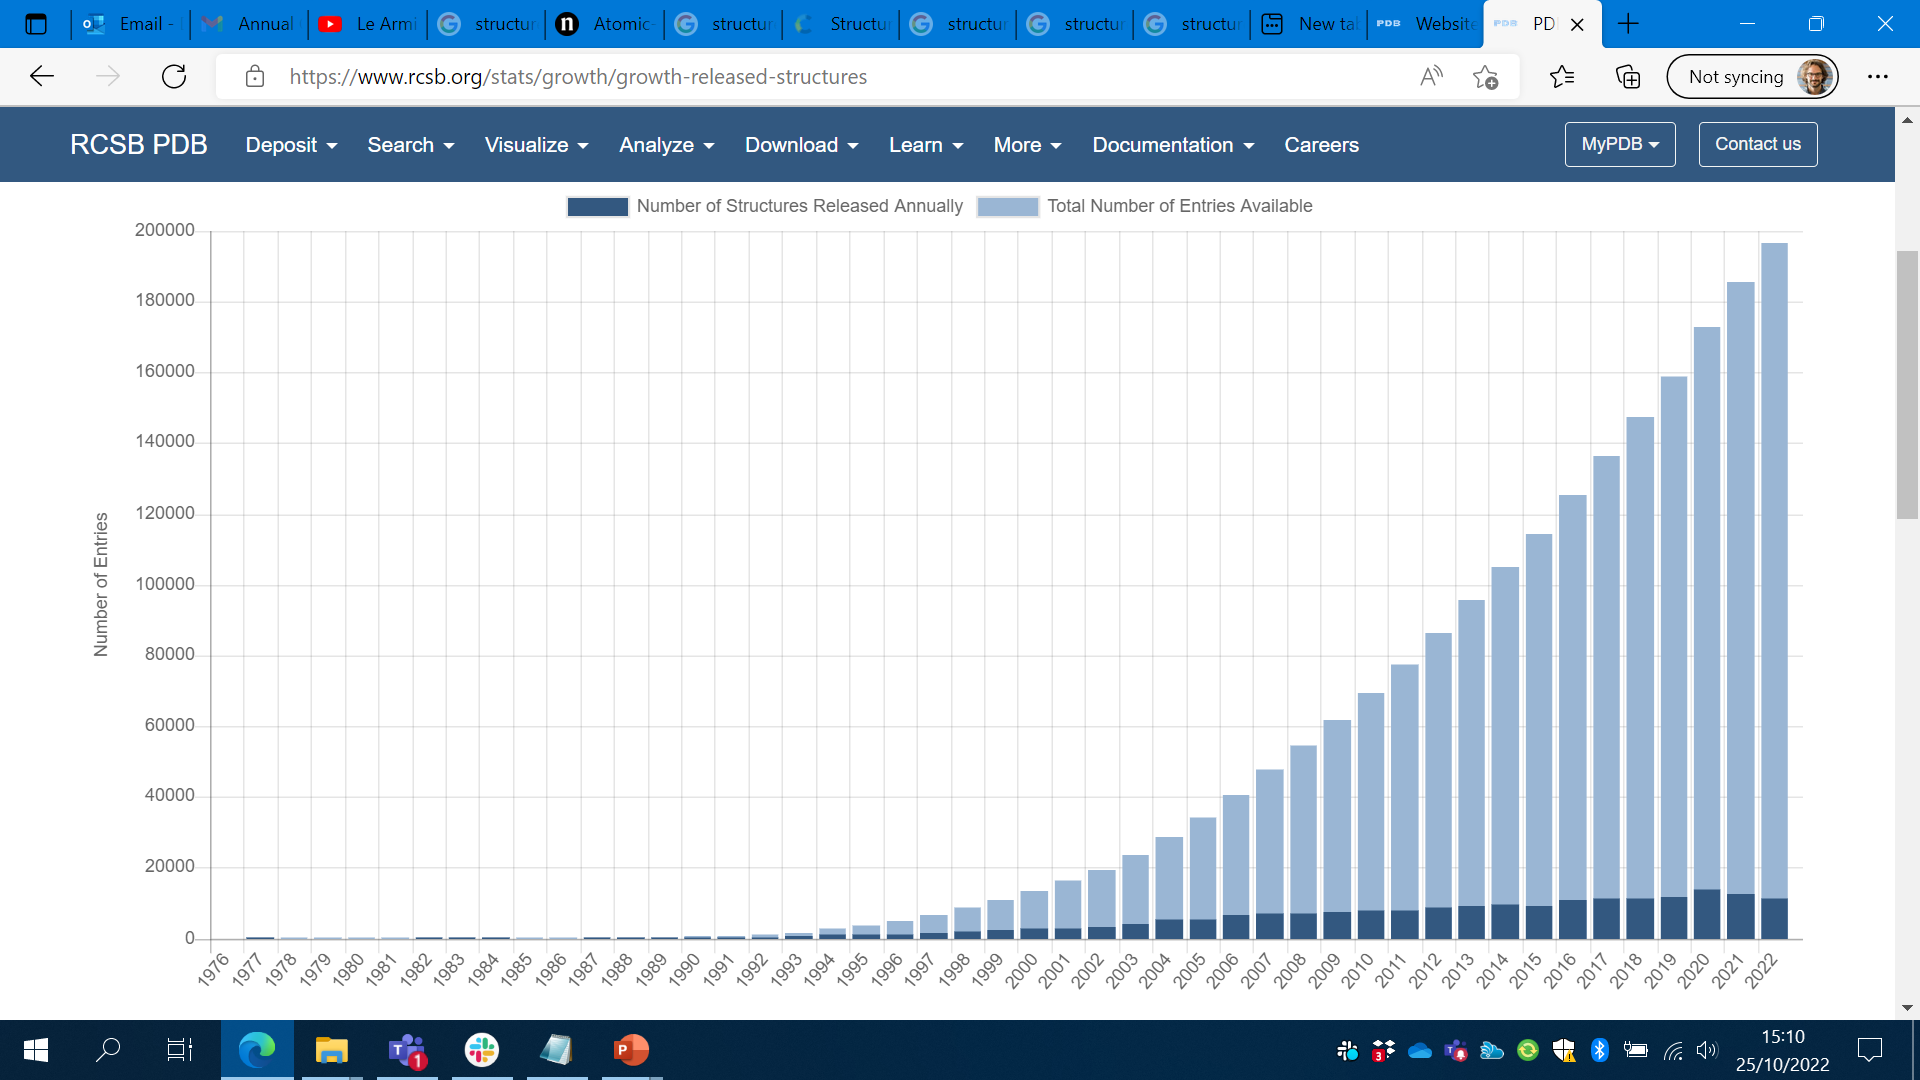 Email -
Annual
Le Armi
structur
Atomic-
structur
Structur
structur
structur
structur
New tab
Website
PD
https://www.rcsb.org/stats/growth/growth-released-structures
Not syncing
RCSB PDB Deposit Search Visualize Analyze Download Learn More Documentation Careers MyPDB Contact us
Number of Structures Released Annually Total Number of Entries Available
Number of Entries
200000
180000
160000
140000
120000
100000
80000
60000
40000
20000
0
1976 1977 1978 1979 1980 1981 1982 1983 1984 1985 1986 1987 1988 1989 1990 1991 1992 1993 1994 1995 1996 1997 1998 1999 2000 2001 2002 2003 2004 2005 2006 2007 2008 2009 2010 2011 2012 2013 2014 2015 2016 2017 2018 2019 2020 2021 2022
1
3
15:10
25/10/2022